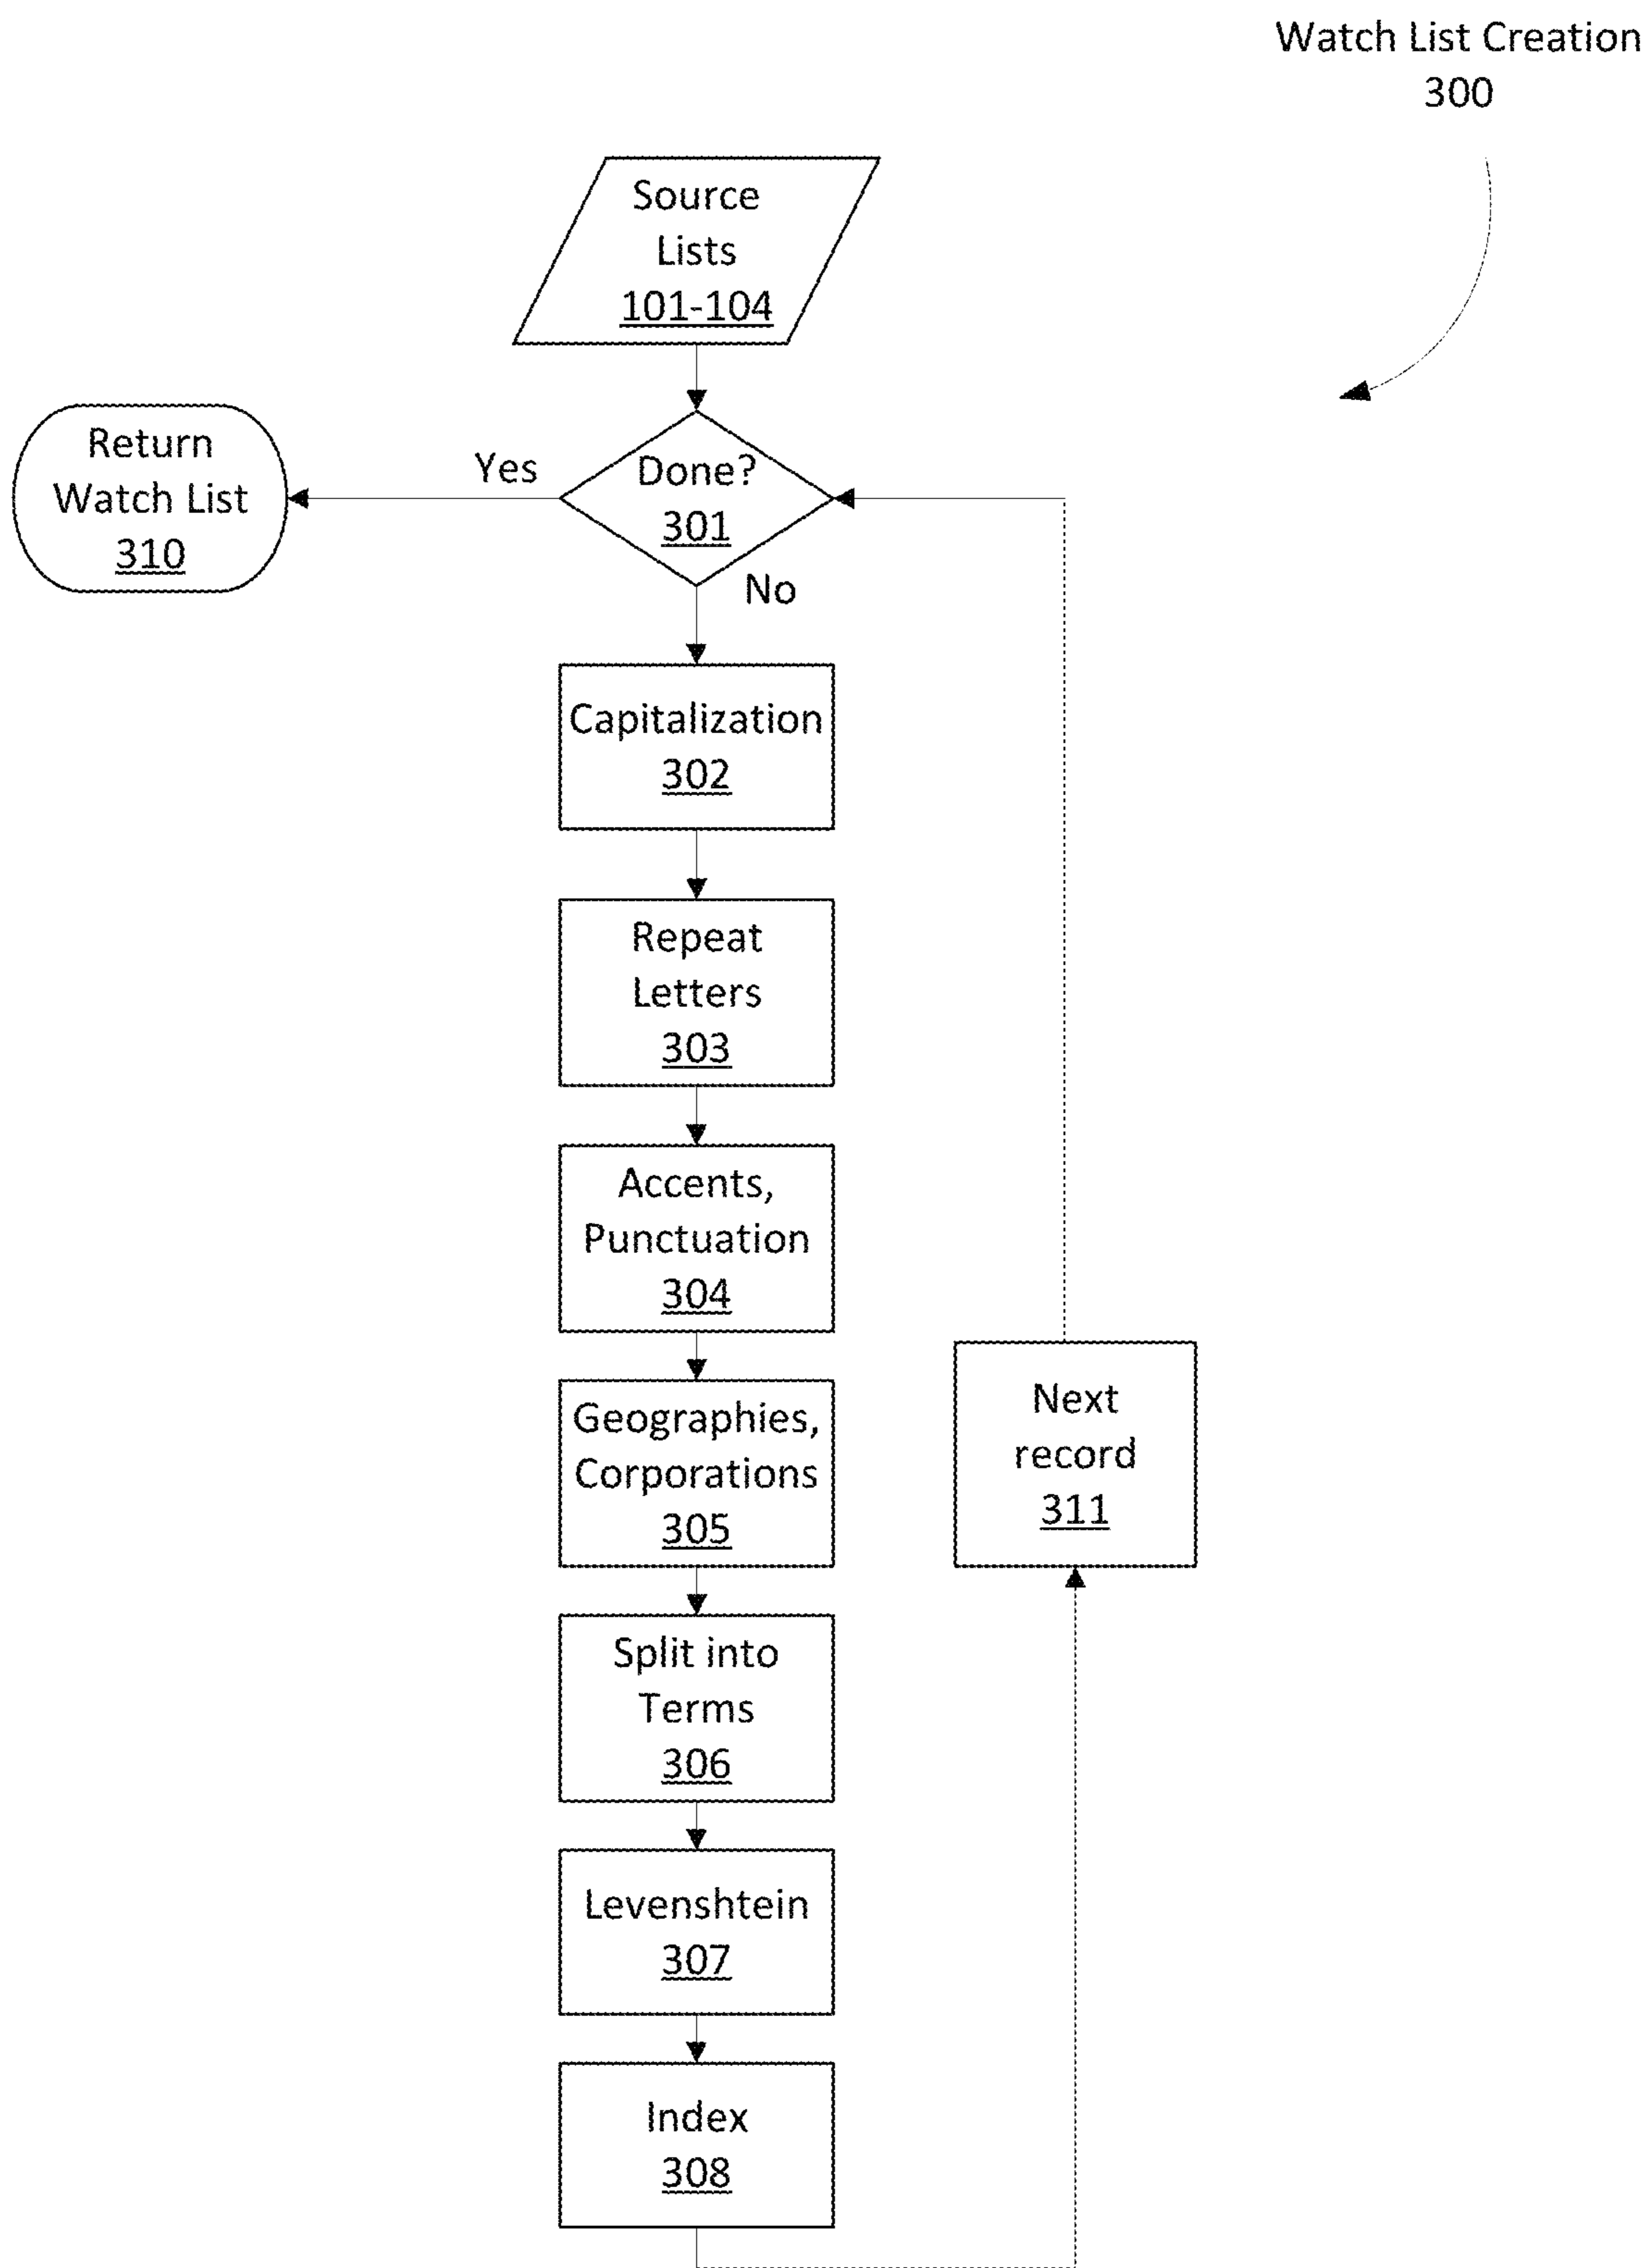 Watch List Creation
300
Source
Lists
101-104
Done?
301
Yes
No
Return
Watch List
310
Capitalization
302
Repeat
Letters
303
Accents,
Punctuation
304
Geographies,
Corporations
305
Next
record
311
Split into
Terms
306
Levenshtein
307
Index
308